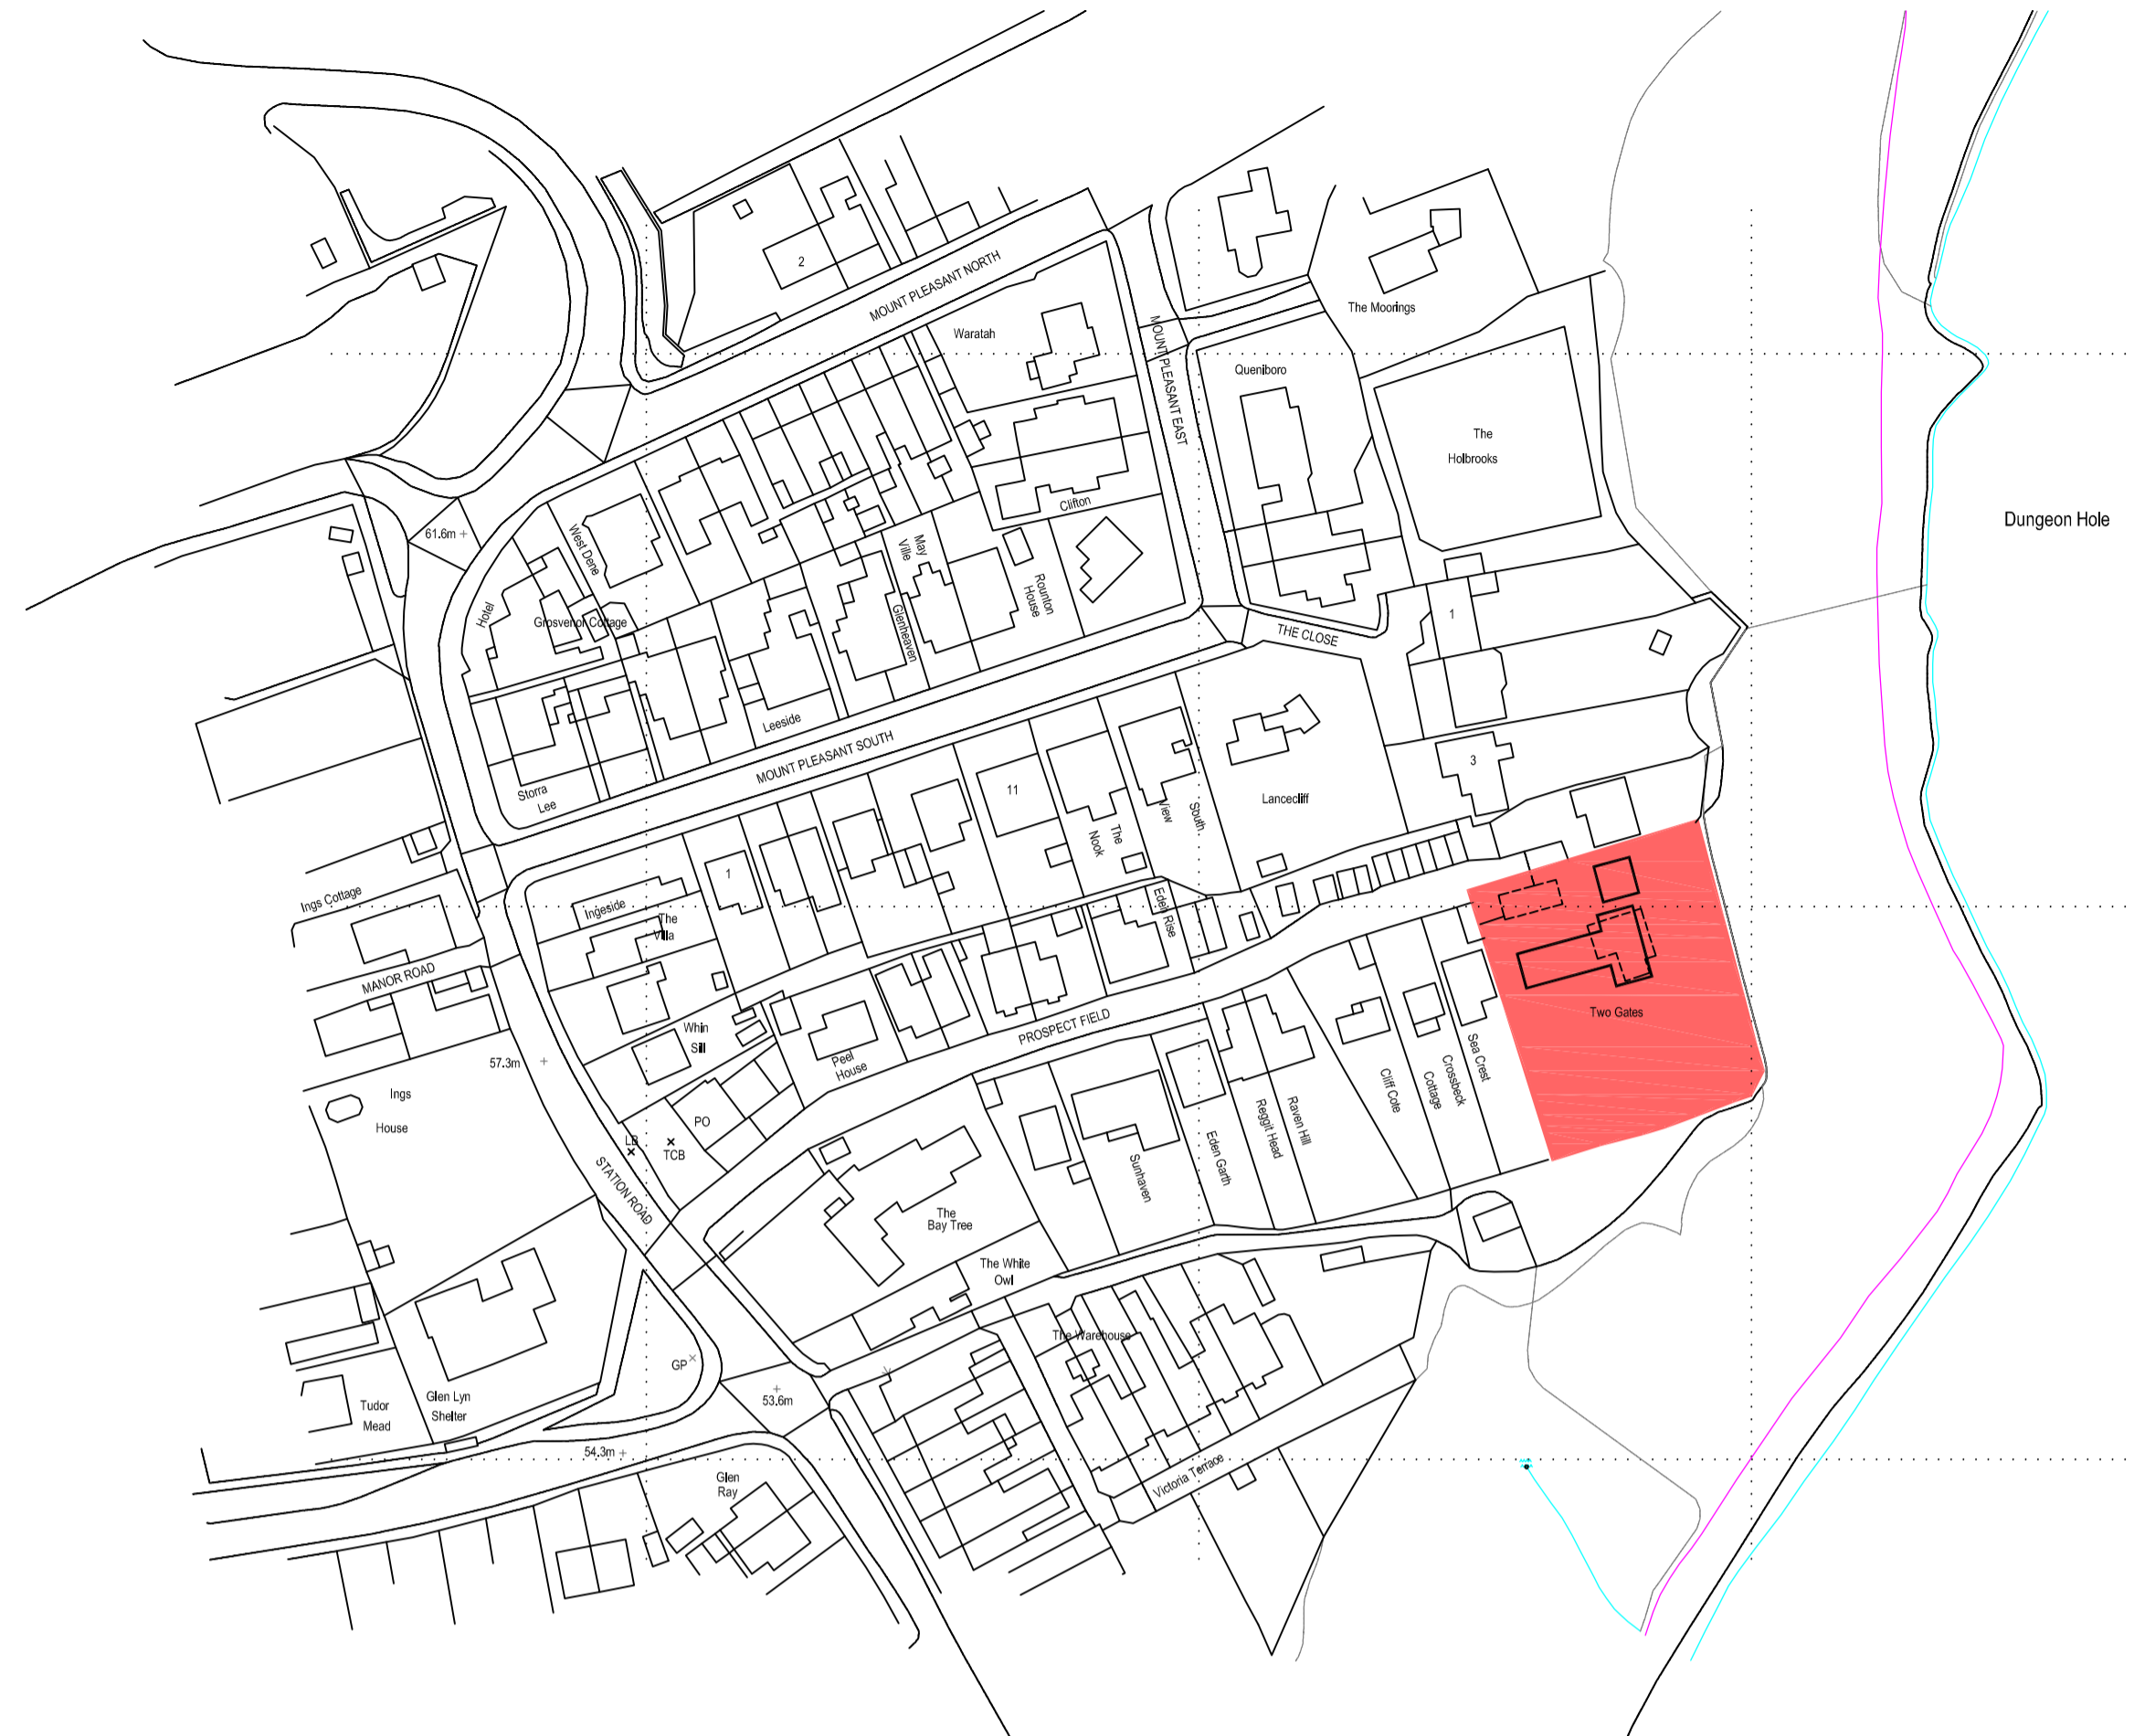 2
MOUNT PLEASANT NORTH
Waratah
The Moorings
MOUNT PLEASANT EAST
Queniboro
The
Holbrooks
Clifton
Dungeon Hole
61.6m
West Dene
May
Ville
Rounton
House
Glenheaven
Hotel
Grosvenor Cottage
1
THE CLOSE
Leeside
MOUNT PLEASANT SOUTH
Storra
Lee
3
11
The
Nook
South
View
Lancecliff
1
Ings Cottage
Ingeside
The
Villa
Eden Rise
MANOR ROAD
Two Gates
Whin
Sill
PROSPECT FIELD
57.3m
Peel
House
Sea Crest
Crossbeck
Cottage
Cliff Cote
Raven Hill
Reggit Head
Eden Garth
Sunhaven
Ings
House
PO
LB
TCB
STATION ROAD
The
Bay Tree
The White
Owl
The Warehouse
GP
53.6m
Glen Lyn
Shelter
Tudor
Mead
54.3m
Glen
Ray
Victoria Terrace